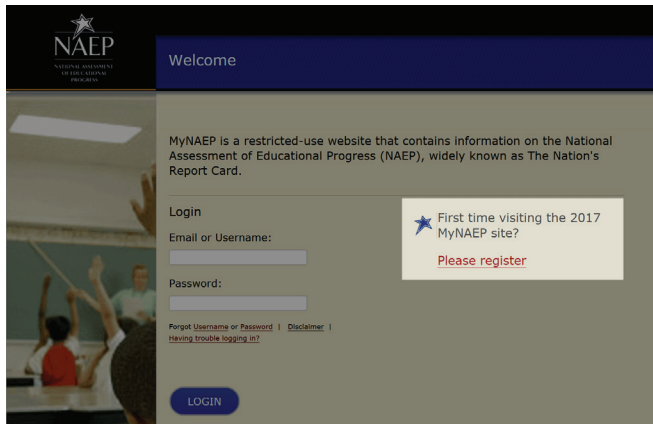 NAEP
NATIONAL ASSESSMENT
OF EDUCATIONAL
PROGRESS
Welcome
MyNAEP is a restricted-use website that contains information on the National
Assessment of Educational Progress (NAEP), widely known as The Nation's
Report Card.
Login
Email or Username:
Password:
Forgot Username or Password | Disclaimer |
Having trouble logging in?
LOGIN
First time visiting the 2017
MyNAEP site?
Please register